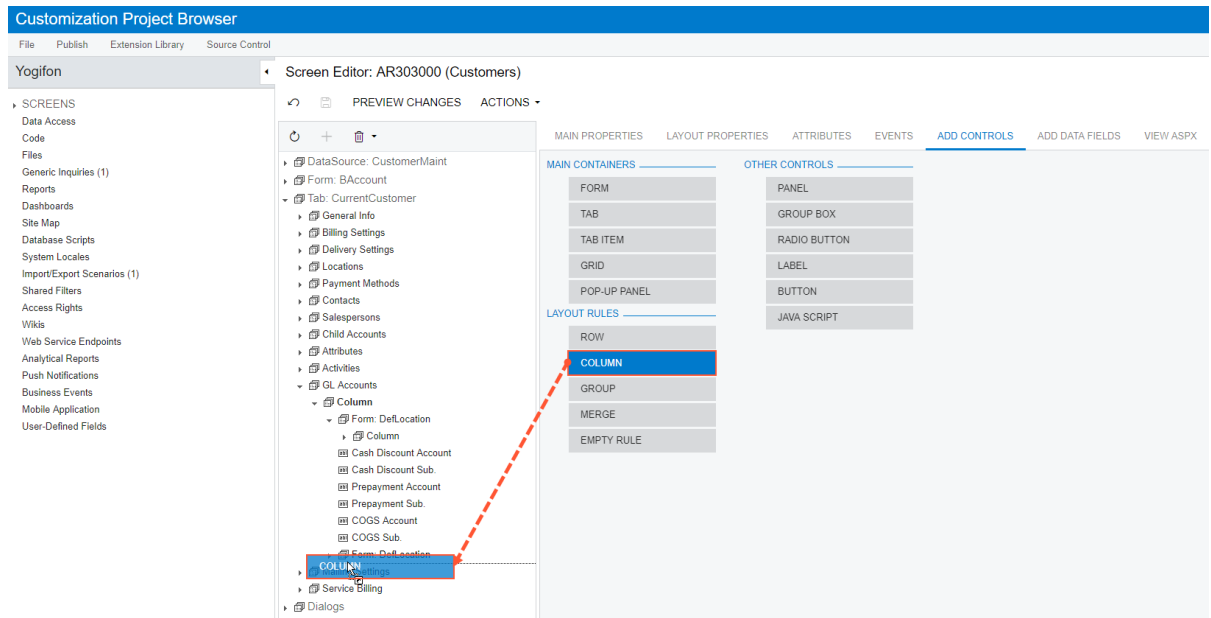 Customization Project Browser
File Publish Extension Library Source Control
Yogifon
SCREENS
Data Access
Code
Files
Generic Inquiries (1)
Reports
Dashboards
Site Map
Database Scripts
System Locales
Import/Export Scenarios (1)
Shared Filters
Access Rights
Wikis
Web Service Endpoints
Analytical Reports
Push Notifications
Business Events
Mobile Application
User-Defined Fields
Screen Editor: AR303000 (Customers)
PREVIEW CHANGES ACTIONS
DataSource: CustomerMaint
Form: BAccount
Tab: CurrentCustomer
General Info
Billing Settings
Delivery Settings
Locations
Payment Methods
Contacts
Salespersons
Child Accounts
Attributes
Activities
GL Accounts
Column
Form: DefLocation
Column
Cash Discount Account
Cash Discount Sub.
Prepayment Account
Prepayment Sub.
COGS Account
COGS Sub.
Form: DefLocation
COLUMN
Mailing Settings
Service Billing
Dialogs
MAIN PROPERTIES LAYOUT PROPERTIES ATTRIBUTES EVENTS ADD CONTROLS ADD DATA FIELDS VIEW ASPX
MAIN CONTAINERS
FORM
TAB
TAB ITEM
GRID
POP-UP PANEL
LAYOUT RULES
ROW
COLUMN
GROUP
MERGE
EMPTY RULE
OTHER CONTROLS
PANEL
GROUP BOX
RADIO BUTTON
LABEL
BUTTON
JAVA SCRIPT